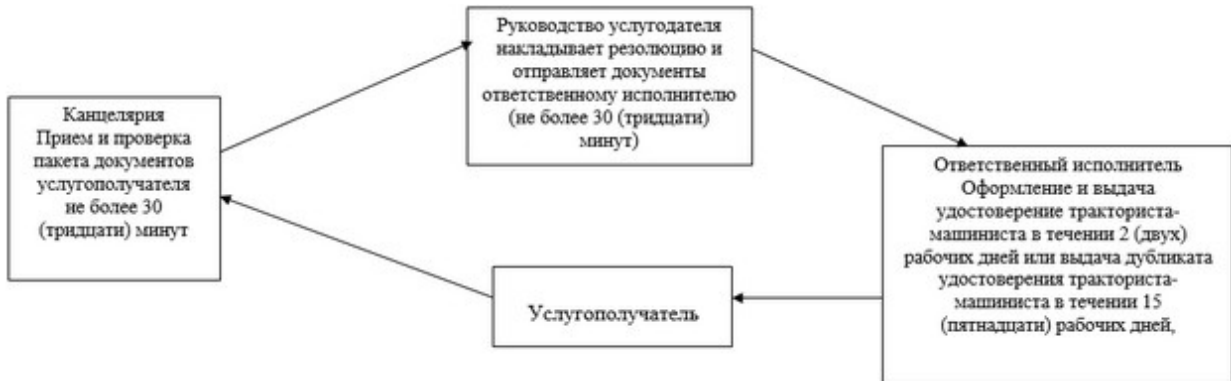 Канцелярия
Прием и проверка
пакета документов
услугополучателя
не более 30
(тридцати) минут
Руководство услугодателя
накладывает резолюцию и
отправляет документы
ответственному исполнителю
(не более 30 (тридцати)
минут)
Ответственный исполнитель
Оформление и выдача
удостоверение тракториста-
машиниста в течении 2 (двух)
рабочих дней или выдача дубликата
удостоверения тракториста-
машиниста в течении 15
(пятнадцати) рабочих дней,
Услугополучатель